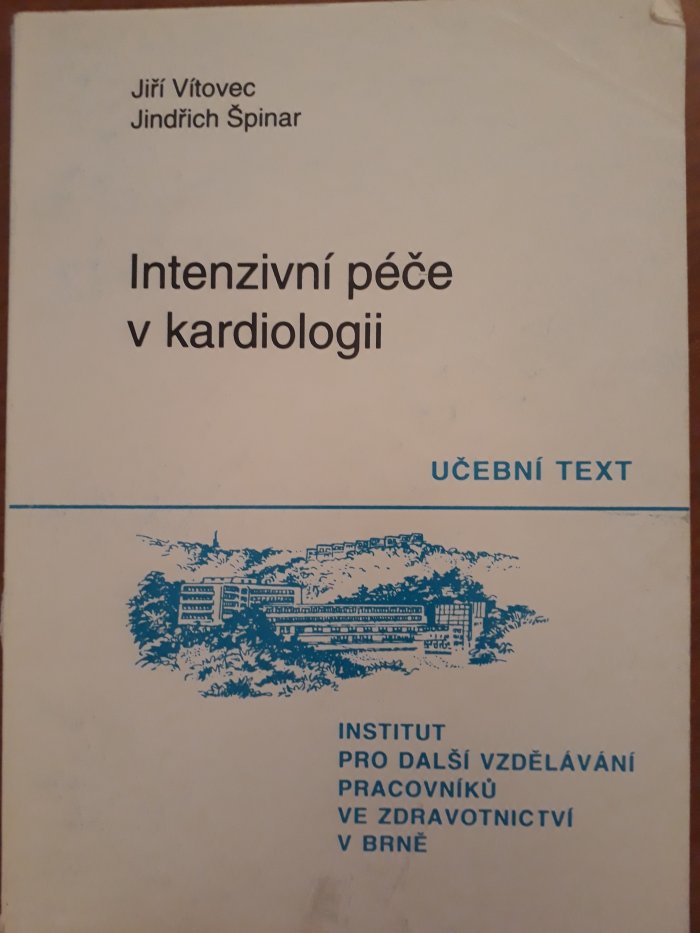 Jiří Vítovec
Jindřich Špinar
Intenzivní péče
v kardiologii
UČEBNÍ TEXT
INSTITUT
PRO DALŠÍ VZDĚLÁVÁNÍ
PRACOVNÍKŮ
VE ZDRAVOTNICTVÍ
V BRNĚ